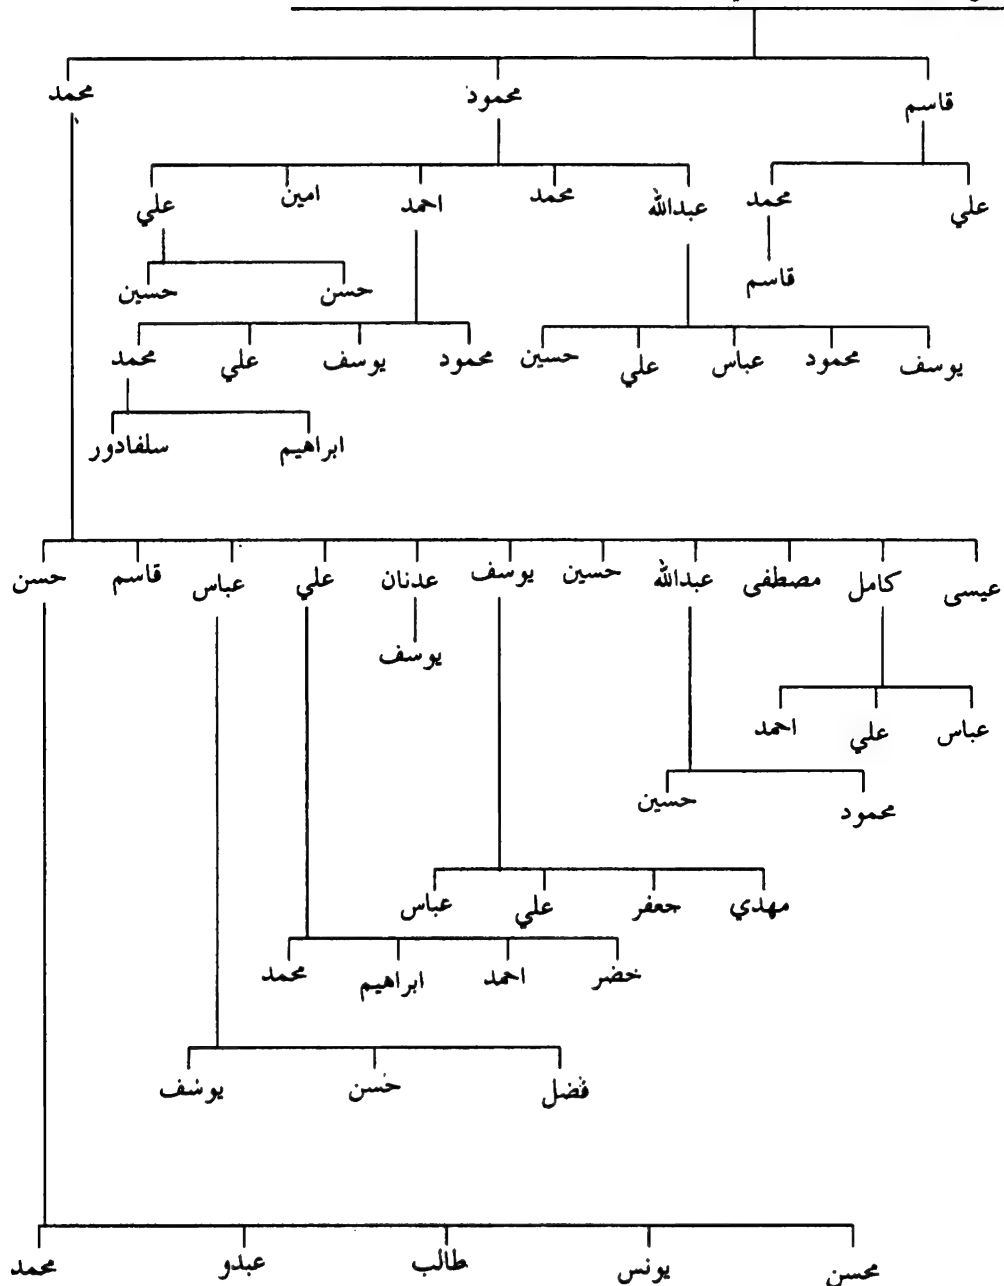 قاسم محمود محمد
علي محمد عبدالله محمد احمد امين علي
قاسم حسن حسين
يوسف محمود عباس علي حسين محمود يوسف علي محمد
ابراهيم سلفادور
عيسى كامل مصطفى عبدالله حسين يوسف عدنان علي عباس قاسم حسن
يوسف
عباس علي احمد
محمود حسين
مهدي جعفر علي عباس
خضر احمد ابراهيم محمد
فضل حسن يوسف
محسن يونس طالب عبدو محمد